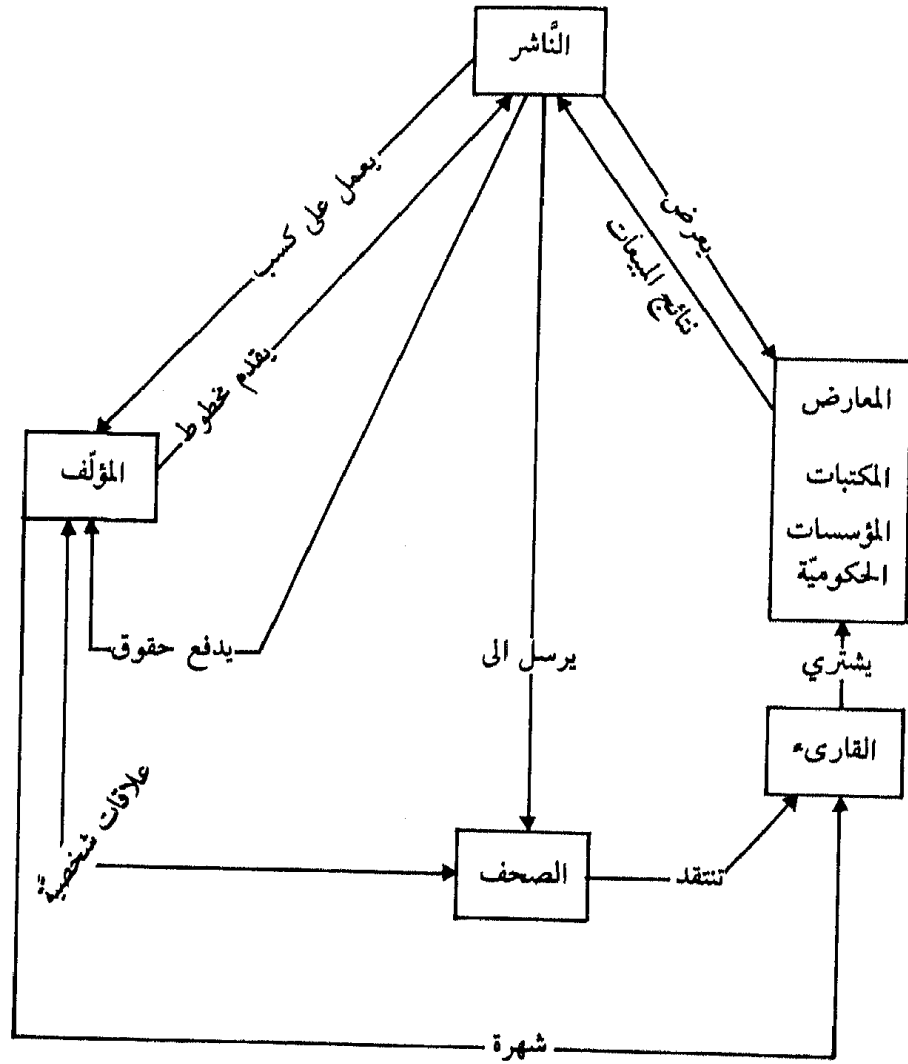 النَّاشر
يعمل على كسب
يقدم مخطوط
يعرض
نتائج المبيعات
المعارض
المكتبات
المؤسسات
الحكوميّة
المؤلّف
يدفع حقوق
يرسل الى
يشتري
القارىء
علاقات شخصيةّ
الصحف
تنتقد
شهرة